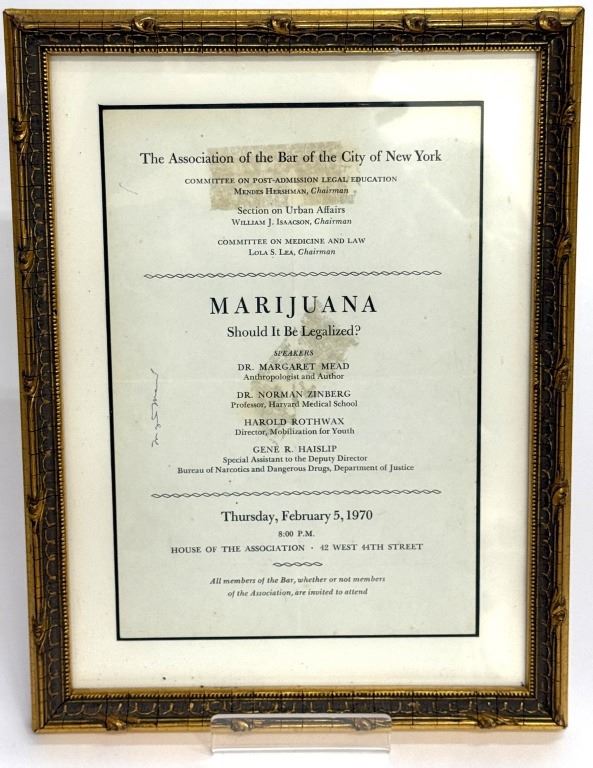 The Association of the Bar of the City of New York
COMMITTEE ON POST-ADMISSION LEGAL EDUCATION
MENDES HERSHMAN, Chairman
Section on Urban Affairs
WILLIAM J. ISAACSON, Chairman
COMMITTEE ON MEDICINE AND LAW
LOLA S. LEA, Chairman
MARIJUANA
Should It Be Legalized?
SPEAKERS
DR. MARGARET MEAD
Anthropologist and Author
DR. NORMAN ZINBERG
Professor, Harvard Medical School
HAROLD ROTHWAX
Director, Mobilization for Youth
GENE R. HAISLIP
Special Assistant to the Deputy Director
Bureau of Narcotics and Dangerous Drugs, Department of Justice
Thursday, February 5, 1970
8:00 P.M.
HOUSE OF THE ASSOCIATION · 42 WEST 44TH STREET
All members of the Bar, whether or not members
of the Association, are invited to attend